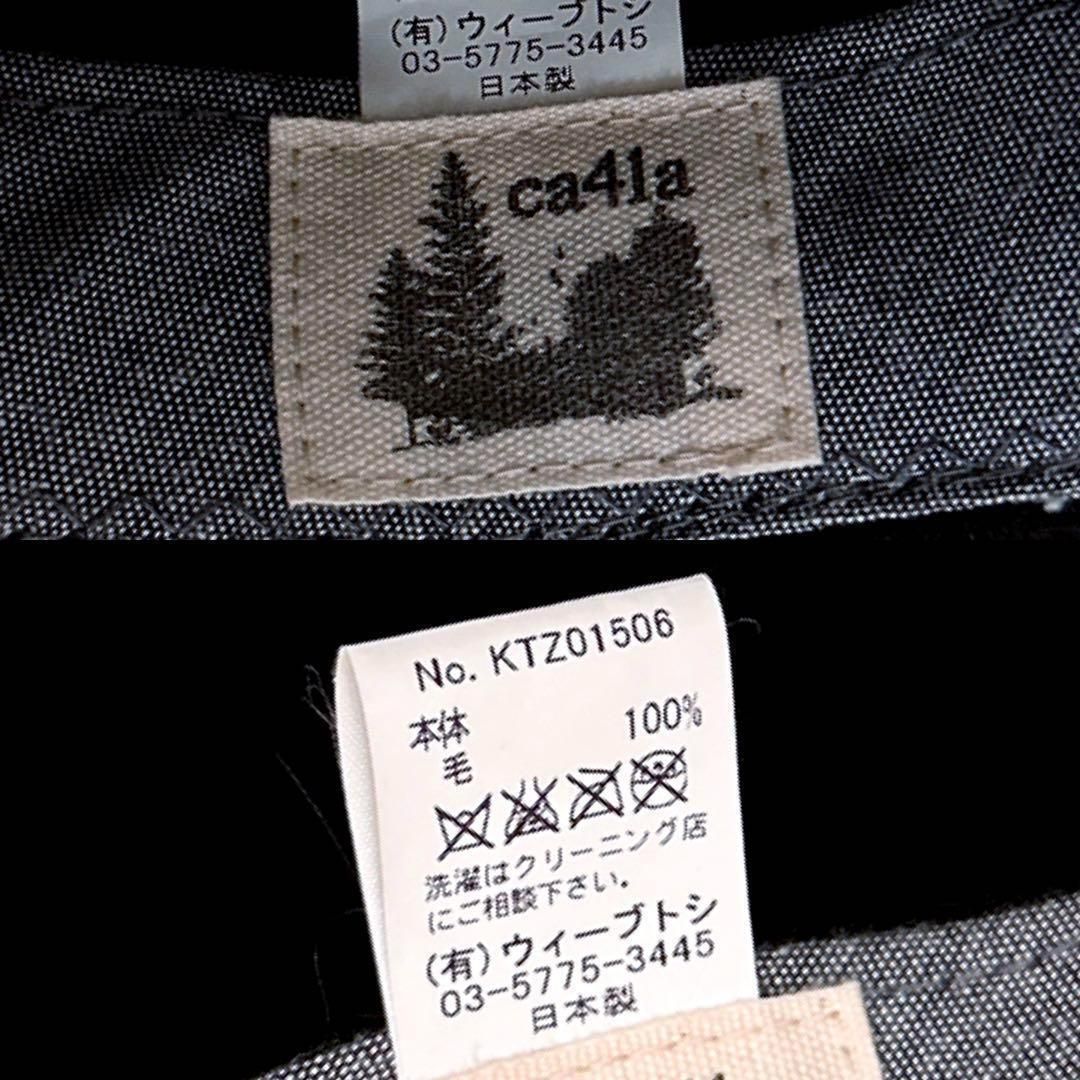 (有)ウィーブトシ
03-5775-3445
日本製
ca4la
No. KTZ01506
本体 100%
毛
洗濯はクリーニング店
にご相談下さい。
(有)ウィーブトシ
03-5775-3445
日本製